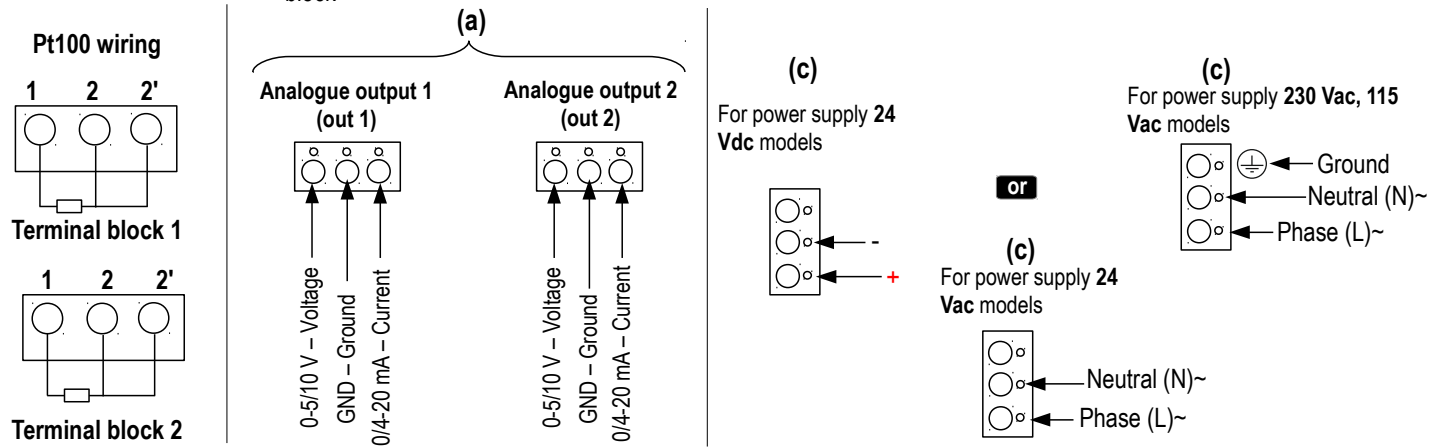 block
Pt100 wiring
1 2 2'
Terminal block 1
1 2 2'
Terminal block 2
(a)
Analogue output 1
(out 1)
0-5/10 V – Voltage
GND – Ground
0/4-20 mA – Current
Analogue output 2
(out 2)
0-5/10 V – Voltage
GND – Ground
0/4-20 mA – Current
(c)
For power supply 24
Vdc models
-
+
or
(c)
For power supply 24
Vac models
Neutral (N)~
Phase (L)~
(c)
For power supply 230 Vac, 115
Vac models
Ground
Neutral (N)~
Phase (L)~